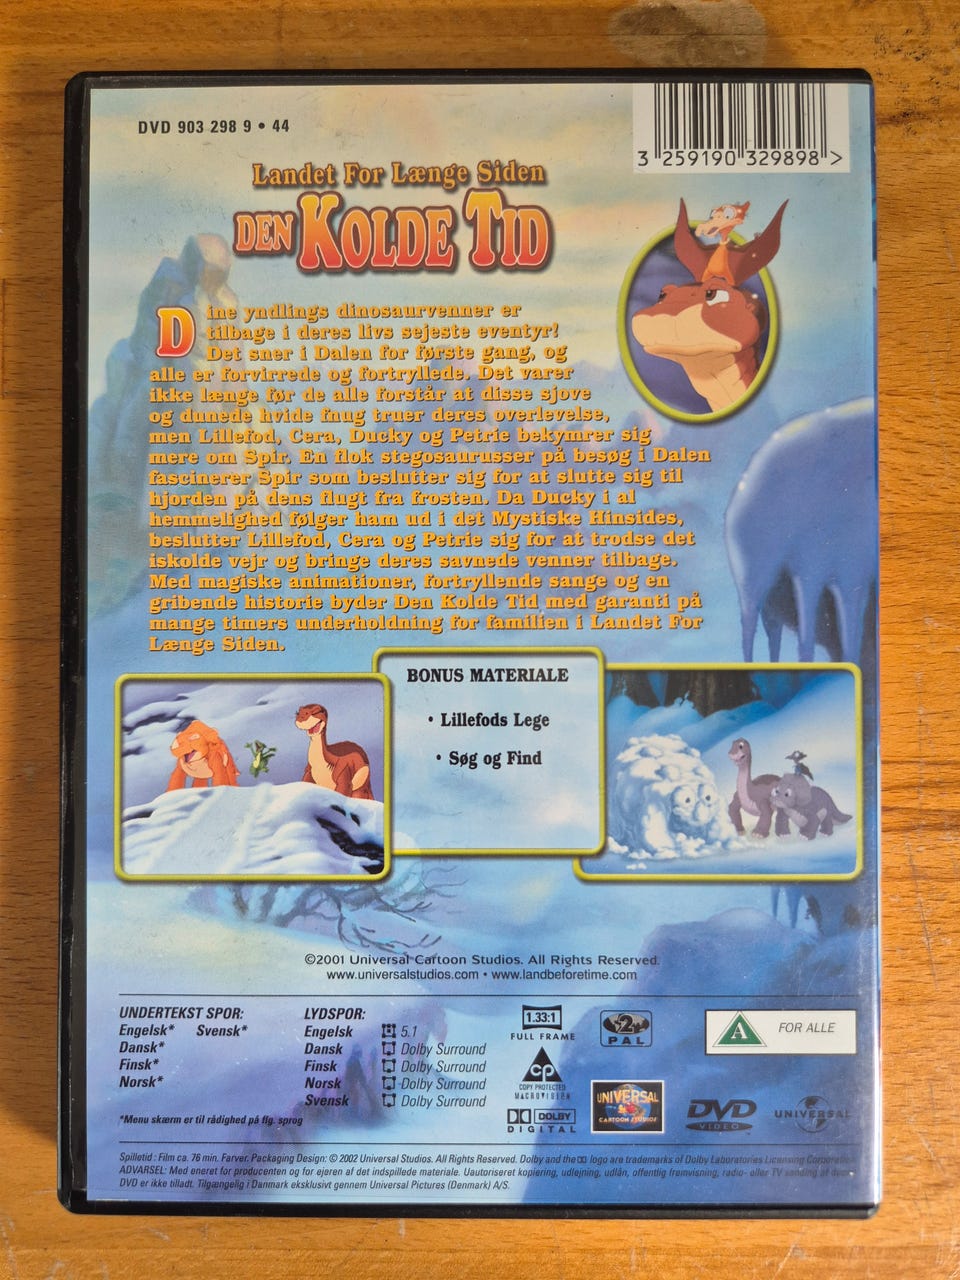 DVD 903 298 9 • 44
3 259190 329898 >
Landet For Længe Siden
DEN KOLDE TID
Dine yndlings dinosaurvenner er
tilbage i deres livs sejeste eventyr!
Det sner i Dalen for første gang, og
alle er forvirrede og fortryllede. Det varer
ikke længe før de alle forstår at disse sjove
og dunede hvide fnug truer deres overlevelse,
men Lillefod, Cera, Ducky og Petrie bekymrer sig
mere om Spir. En flok stegosaurusser på besøg i Dalen
fascinerer Spir som beslutter sig for at slutte sig til
hjorden på dens flugt fra frosten. Da Ducky i al
hemmelighed følger ham ud i det Mystiske Hinsides,
beslutter Lillefod, Cera og Petrie sig for at trodse det
iskolde vejr og bringe deres savnede venner tilbage.
Med magiske animationer, fortryllende sange og en
gribende historie byder Den Kolde Tid med garanti på
mange timers underholdning for familien i Landet For
Længe Siden.
BONUS MATERIALE
• Lillefods Lege
• Søg og Find
©2001 Universal Cartoon Studios. All Rights Reserved.
www.universalstudios.com • www.landbeforetime.com
UNDERTEKST SPOR:
Engelsk* Svensk*
Dansk*
Finsk*
Norsk*
*Menu skærm er til rådighed på flg. sprog
LYDSPOR:
Engelsk 5.1
Dansk Dolby Surround
Finsk Dolby Surround
Norsk Dolby Surround
Svensk Dolby Surround
1.33:1
FULL FRAME
2
PAL
CP
COPY PROTECTED
MACROVISION
DOLBY
DIGITAL
UNIVERSAL
CARTOON STUDIOS
DVD
VIDEO
UNIVERSAL
A FOR ALLE
Spilletid: Film ca. 76 min. Farver. Packaging Design: © 2002 Universal Studios. All Rights Reserved. Dolby and the logo are trademarks of Dolby Laboratories Licensing Corporation
ADVARSEL: Med eneret for producenten og for ejeren af det indspillede materiale. Uautoriseret kopiering, udlejning, udlån, offentlig fremvisning, radio- eller TV sending af denne
DVD er ikke tilladt. Tilgængelig i Danmark eksklusivt gennem Universal Pictures (Denmark) A/S.